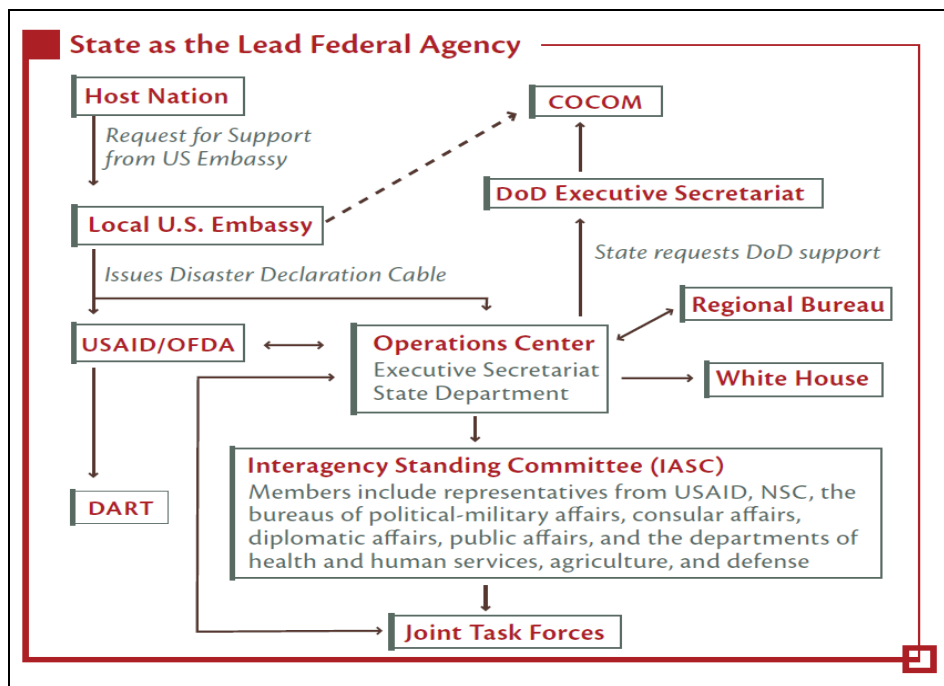 State as the Lead Federal Agency
Host Nation
COCOM
Request for Support
from US Embassy
DoD Executive Secretariat
Local U.S. Embassy
State requests DoD support
Issues Disaster Declaration Cable
Regional Bureau
USAID/OFDA
Operations Center
Executive Secretariat
State Department
White House
Interagency Standing Committee (IASC)
Members include representatives from USAID, NSC, the
bureaus of political-military affairs, consular affairs,
diplomatic affairs, public affairs, and the departments of
health and human services, agriculture, and defense
DART
Joint Task Forces